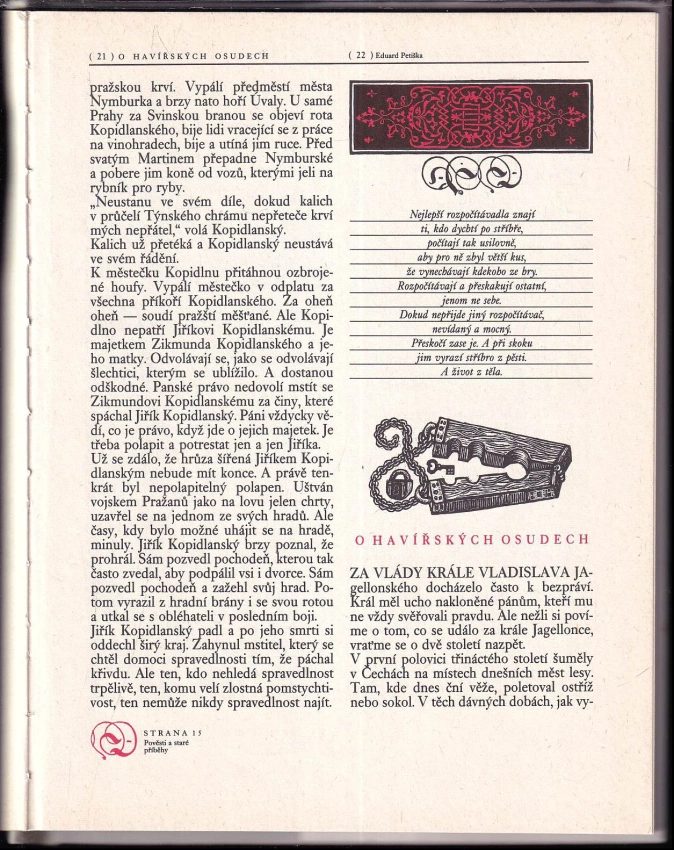 ( 21 ) O HAVÍŘSKÝCH OSUDECH
( 22 ) Eduard Petiška
pražskou krví. Vypálí předměstí města
Nymburka a brzy nato hoří Úvaly. U samé
Prahy za Svinskou branou se objeví rota
Kopidlanského, bije lidi vracející se z práce
na vinohradech, bije a utíná jim ruce. Před
svatým Martinem přepadne Nymburské
a pobere jim koně od vozů, kterými jeli na
rybník pro ryby.
„Neustanu ve svém díle, dokud kalich
v průčelí Týnského chrámu nepřeteče krví
mých nepřátel,“ volá Kopidlanský.
Kalich už přetéká a Kopidlanský neustává
ve svém řádění.
K městečku Kopidlnu přitáhnou ozbroje-
né houfy. Vypálí městečko v odplatu za
všechna příkoří Kopidlanského. Za oheň
oheň — soudí pražští měšťané. Ale Kopi-
dlno nepatří Jiříkovi Kopidlanskému. Je
majetkem Zikmunda Kopidlanského a je-
ho matky. Odvolávají se, jako se odvolávají
šlechtici, kterým se ublížilo. A dostanou
odškodné. Panské právo nedovolí mstít se
Zikmundovi Kopidlanskému za činy, které
spáchal Jiřík Kopidlanský. Páni vždycky vě-
dí, co je právo, když jde o jejich majetek. Je
třeba polapit a potrestat jen a jen Jiříka.
Už se zdálo, že hrůza šířená Jiříkem Kopi-
dlanským nebude mít konce. A právě ten-
krát byl nepolapitelný polapen. Uštván
vojskem Pražanů jako na lovu jelen chrty,
uzavřel se na jednom ze svých hradů. Ale
časy, kdy bylo možné uhájit se na hradě,
minuly. Jiřík Kopidlanský brzy poznal, že
prohrál. Sám pozvedl pochodeň, kterou tak
často zvedal, aby podpálil vsi i dvorce. Sám
pozvedl pochodeň a zažehl svůj hrad. Po-
tom vyrazil z hradní brány i se svou rotou
a utkal se s obléhateli v posledním boji.
Jiřík Kopidlanský padl a po jeho smrti si
oddechl širý kraj. Zahynul mstitel, který se
chtěl domoci spravedlnosti tím, že páchal
křivdu. Ale ten, kdo nehledá spravedlnost
trpělivě, ten, komu velí zlostná pomstychti-
vost, ten nemůže nikdy spravedlnost najít.
STRANA 15
Pověsti a staré
příběhy
Nejlepší rozpočítávadla znají
ti, kdo dychtí po stříbře,
počítají tak usilovně,
aby pro ně zbyl větší kus,
že vynechávají kdekoho ze hry.
Rozpočítávají a přeskakují ostatní,
jenom ne sebe.
Dokud nepřijde jiný rozpočítávač,
nevídaný a mocný.
Přeskočí zase je. A při skoku
jim vyrazí stříbro z pěsti.
A život z těla.
O HAVÍŘSKÝCH OSUDECH
ZA VLÁDY KRÁLE VLADISLAVA JA-
gellonského docházelo často k bezpráví.
Král měl ucho nakloněné pánům, kteří mu
ne vždy svěřovali pravdu. Ale nežli si poví-
me o tom, co se událo za krále Jagellonce,
vraťme se o dvě století nazpět.
V první polovici třináctého století šuměly
v Čechách na místech dnešních měst lesy.
Tam, kde dnes ční věže, poletoval ostříž
nebo sokol. V těch dávných dobách, jak vy-